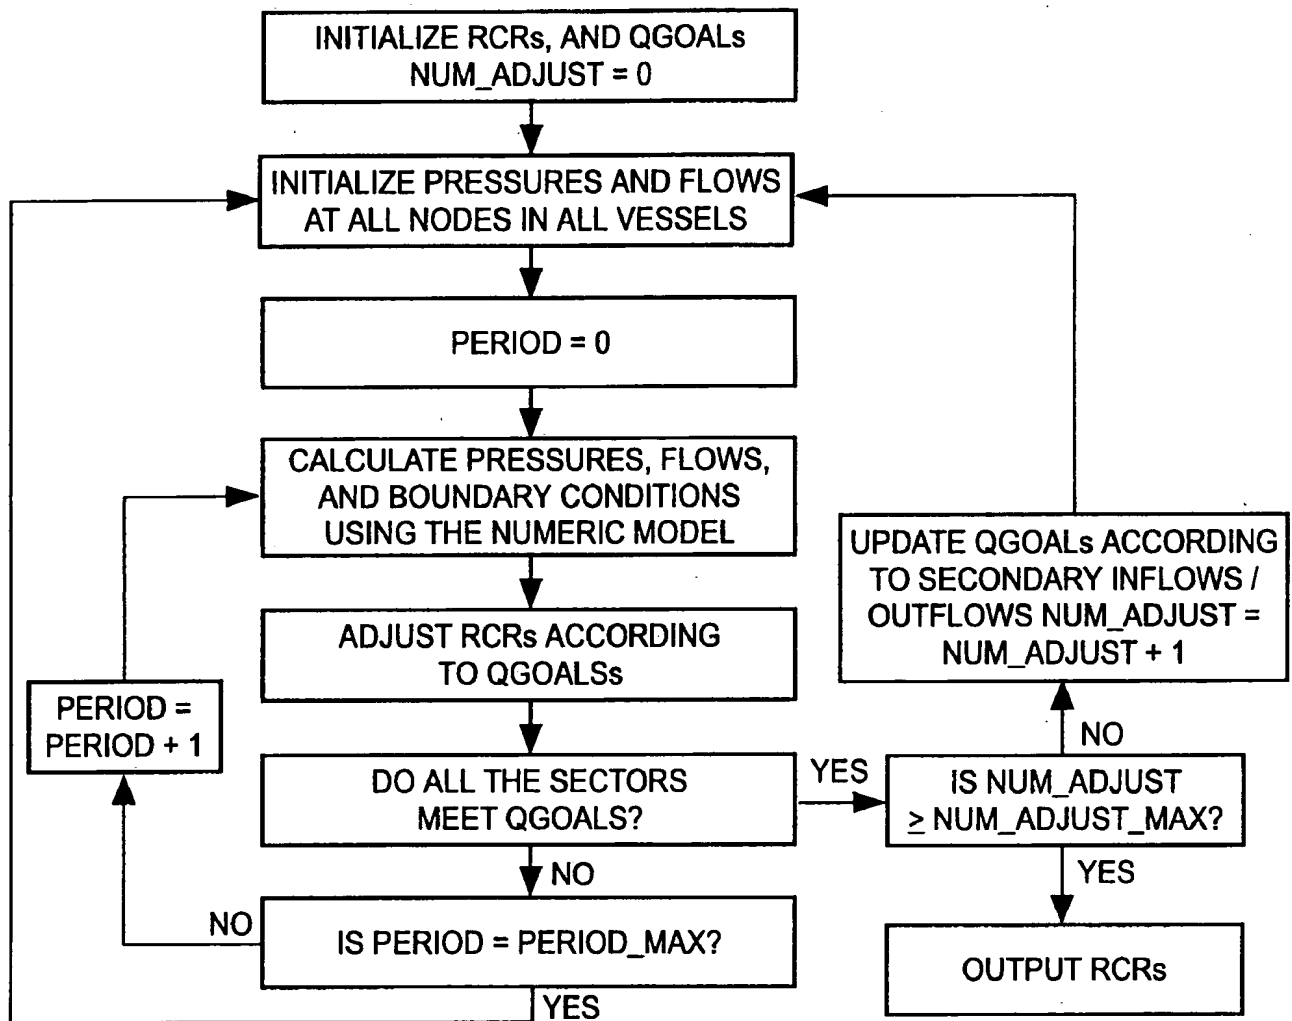 INITIALIZE RCRs, AND QGOALs
NUM_ADJUST = 0
INITIALIZE PRESSURES AND FLOWS
AT ALL NODES IN ALL VESSELS
PERIOD = 0
CALCULATE PRESSURES, FLOWS,
AND BOUNDARY CONDITIONS
USING THE NUMERIC MODEL
UPDATE QGOALs ACCORDING
TO SECONDARY INFLOWS /
OUTFLOWS NUM_ADJUST =
NUM_ADJUST + 1
ADJUST RCRs ACCORDING
TO QGOALSs
PERIOD =
PERIOD + 1
NO
DO ALL THE SECTORS
MEET QGOALS?
YES
IS NUM_ADJUST
≥ NUM_ADJUST_MAX?
NO
YES
NO
IS PERIOD = PERIOD_MAX?
OUTPUT RCRs
YES